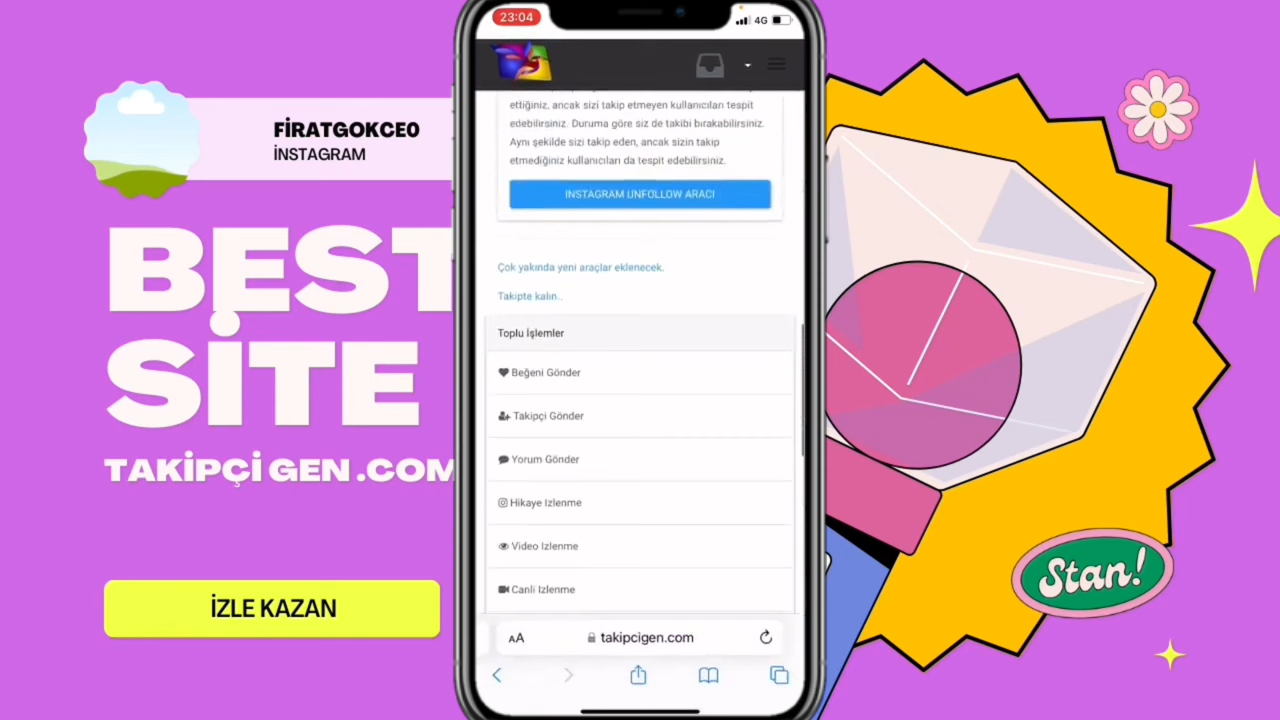 FİRATGOKCE0
İNSTAGRAM
BEST
SİTE
TAKİPÇİ GEN .COM
İZLE KAZAN
23:04
4G
ettiğiniz, ancak sizi takip etmeyen kullanıcıları tespit
edebilirsiniz. Duruma göre siz de takibi bırakabilirsiniz.
Aynı şekilde sizi takip eden, ancak sizin takip
etmediğiniz kullanıcıları da tespit edebilirsiniz.
INSTAGRAM UNFOLLOW ARACI
Çok yakında yeni araçlar eklenecek.
Takipte kalın..
Toplu İşlemler
Beğeni Gönder
Takipçi Gönder
Yorum Gönder
Hikaye Izlenme
Video Izlenme
Canli Izlenme
AA
takipcigen.com
Stan!